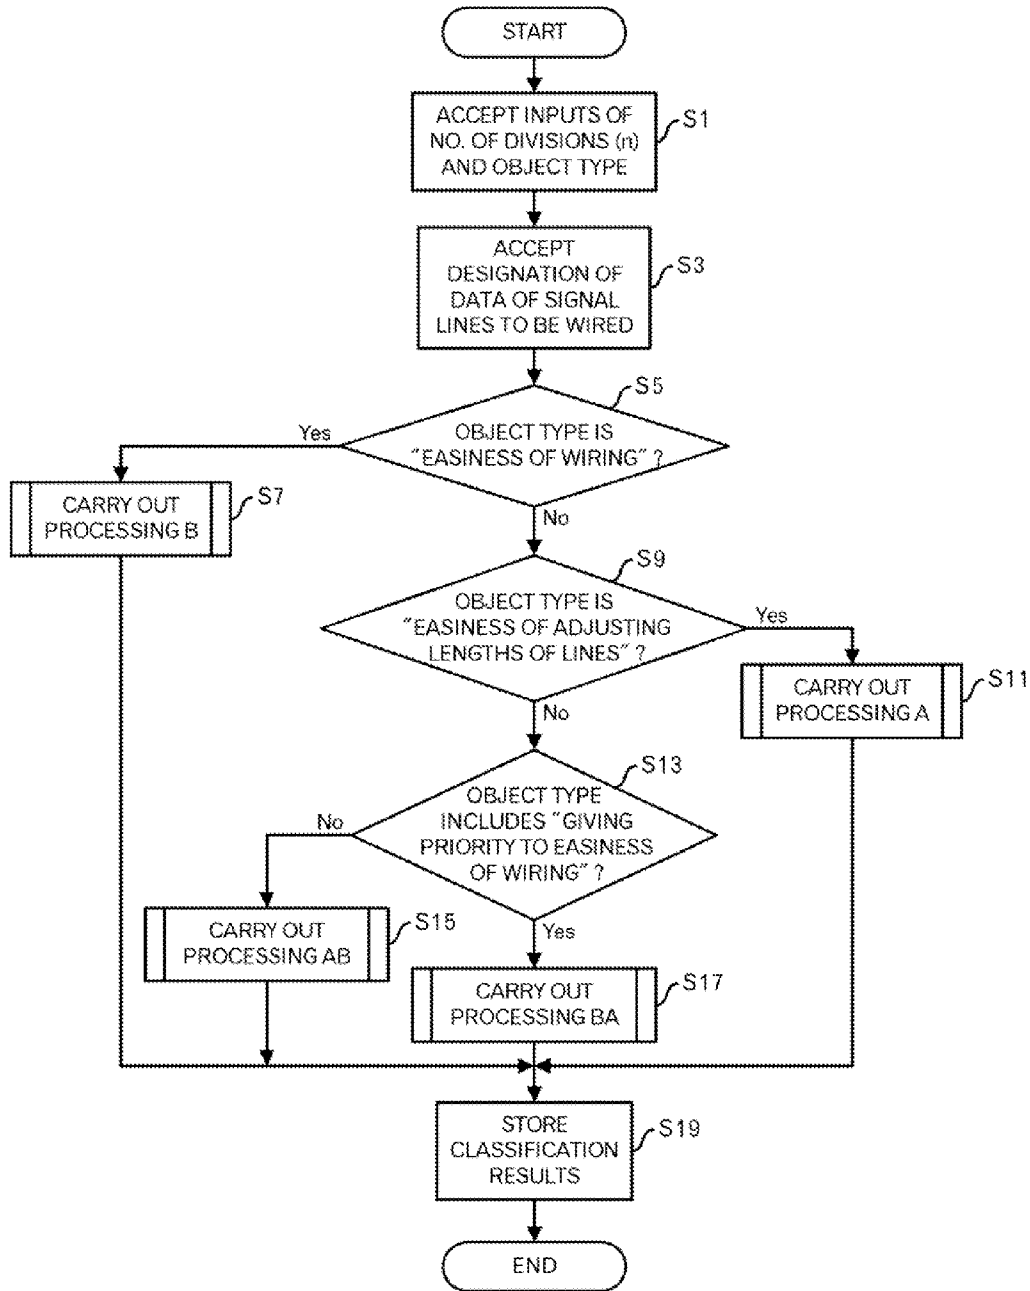 START
ACCEPT INPUTS OF
NO. OF DIVISIONS (n)
AND OBJECT TYPE
S1
ACCEPT
DESIGNATION OF
DATA OF SIGNAL
LINES TO BE WIRED
S3
S5
OBJECT TYPE IS
"EASINESS OF WIRING" ?
Yes
No
CARRY OUT
PROCESSING B
S7
S9
OBJECT TYPE IS
"EASINESS OF ADJUSTING
LENGTHS OF LINES" ?
Yes
No
CARRY OUT
PROCESSING A
S11
S13
OBJECT TYPE
INCLUDES "GIVING
PRIORITY TO EASINESS
OF WIRING" ?
No
Yes
CARRY OUT
PROCESSING AB
S15
CARRY OUT
PROCESSING BA
S17
STORE
CLASSIFICATION
RESULTS
S19
END